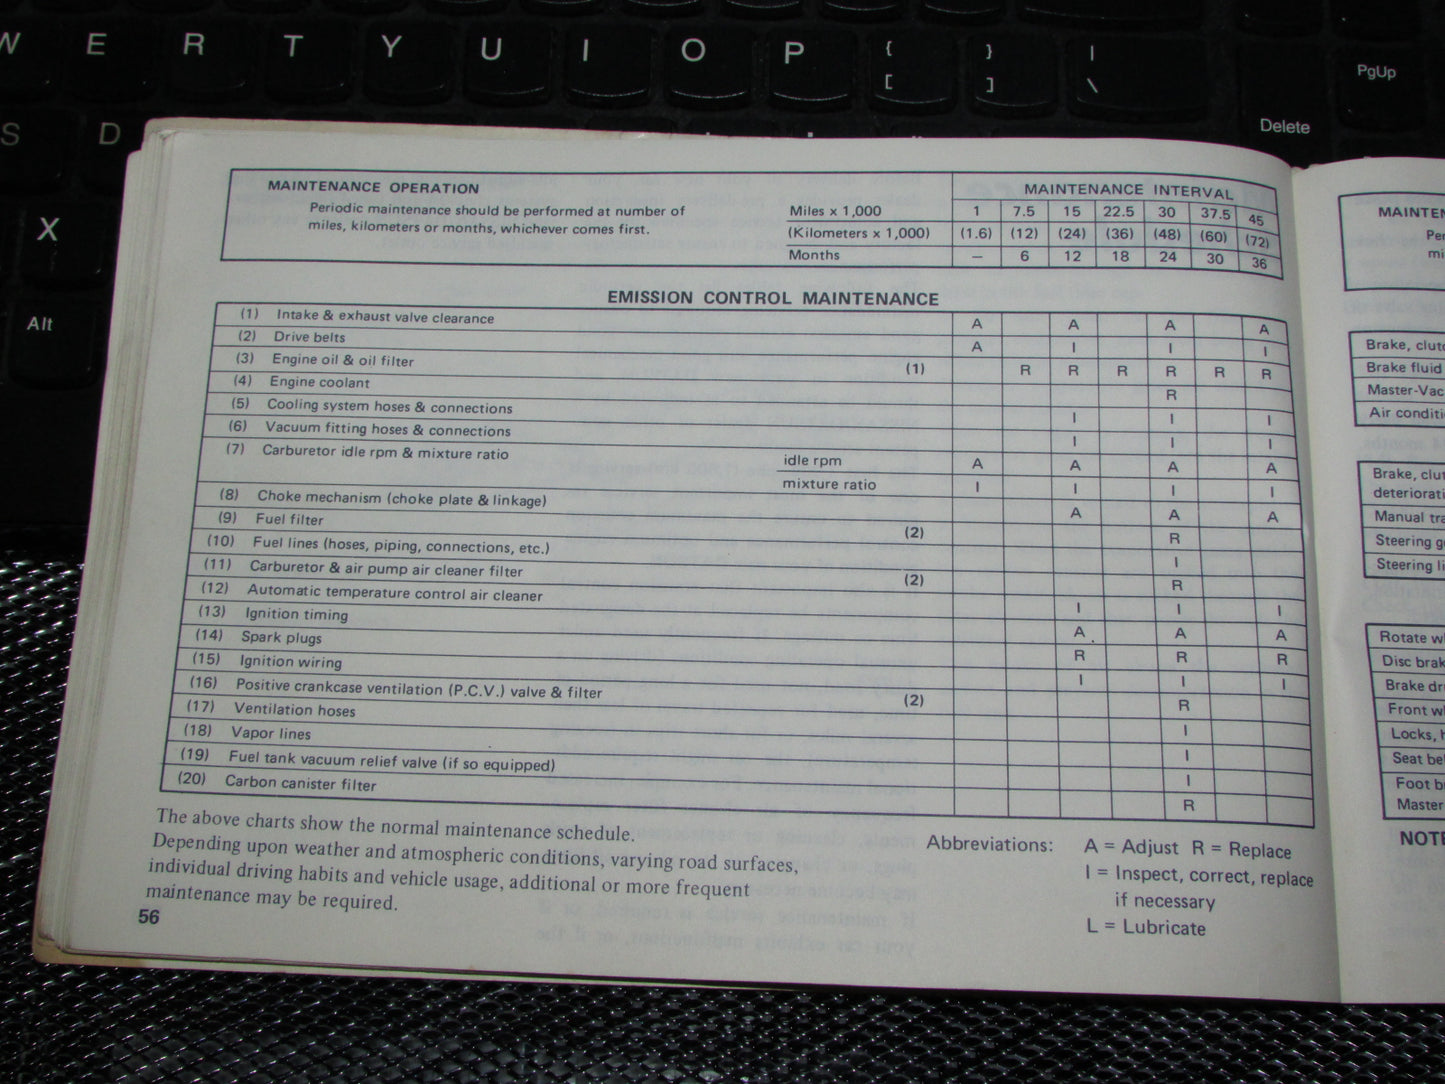 W E R T Y U I O P { [ } ] | \ PgUp
S D Delete
X
Alt
MAINTENANCE OPERATION
Periodic maintenance should be performed at number of
miles, kilometers or months, whichever comes first.
MAINTENANCE INTERVAL
Miles x 1,000 1 7.5 15 22.5 30 37.5 45
(Kilometers x 1,000) (1.6) (12) (24) (36) (48) (60) (72)
Months — 6 12 18 24 30 36
EMISSION CONTROL MAINTENANCE
(1) Intake & exhaust valve clearance A A A A
(2) Drive belts A I I I
(3) Engine oil & oil filter (1) R R R R R R
(4) Engine coolant R
(5) Cooling system hoses & connections I I I
(6) Vacuum fitting hoses & connections I I I
(7) Carburetor idle rpm & mixture ratio idle rpm A A A A
mixture ratio I I I I
(8) Choke mechanism (choke plate & linkage) A A A
(9) Fuel filter (2) R
(10) Fuel lines (hoses, piping, connections, etc.) I
(11) Carburetor & air pump air cleaner filter (2) R
(12) Automatic temperature control air cleaner I I I
(13) Ignition timing A A A
(14) Spark plugs R R R
(15) Ignition wiring I I I
(16) Positive crankcase ventilation (P.C.V.) valve & filter (2) R
(17) Ventilation hoses I
(18) Vapor lines I
(19) Fuel tank vacuum relief valve (if so equipped) I
(20) Carbon canister filter R
The above charts show the normal maintenance schedule.
Depending upon weather and atmospheric conditions, varying road surfaces,
individual driving habits and vehicle usage, additional or more frequent
maintenance may be required.
56
Abbreviations: A = Adjust R = Replace
I = Inspect, correct, replace
if necessary
L = Lubricate
MAINTEN
Per
mi
Brake, clutc
Brake fluid
Master-Vac
Air conditi
Brake, clut
deteriorati
Manual tra
Steering g
Steering li
Rotate w
Disc brak
Brake dr
Front w
Locks, h
Seat bel
Foot b
Master
NOTE